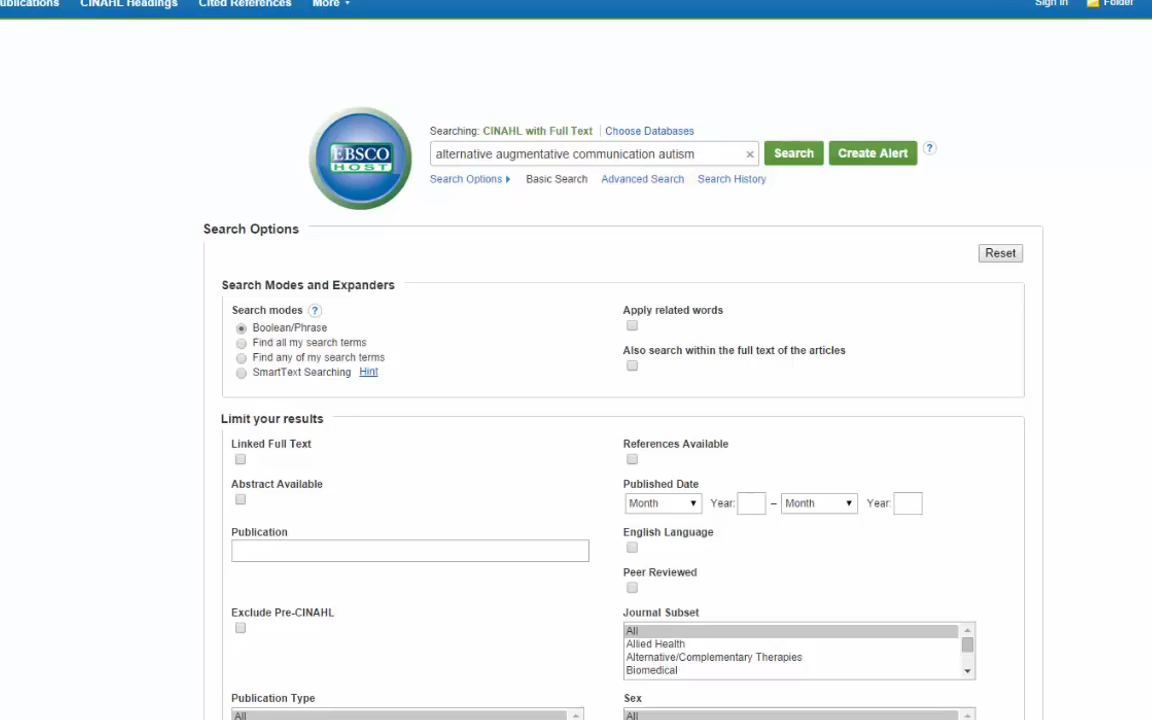 ublications CINAHL Headings Cited References More Sign In Folder
Searching: CINAHL with Full Text Choose Databases
EBSCO
HOST
alternative augmentative communication autism × Search Create Alert ?
Search Options Basic Search Advanced Search Search History
Search Options
Reset
Search Modes and Expanders
Search modes ? Apply related words
Boolean/Phrase
Find all my search terms
Also search within the full text of the articles
Find any of my search terms
SmartText Searching Hint
Limit your results
Linked Full Text References Available
Abstract Available Published Date
Month Year: – Month Year:
Publication English Language
Peer Reviewed
Exclude Pre-CINAHL Journal Subset
All
Allied Health
Alternative/Complementary Therapies
Biomedical
Publication Type Sex
All All